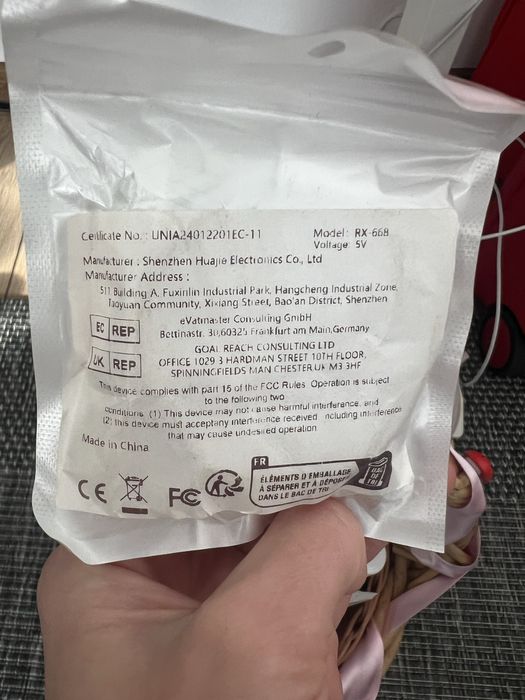 Certificate No.: UNIA24012201EC-11
Model: RX-668
Voltage 5V
Manufacturer: Shenzhen Huajie Electronics Co., Ltd
Manufacturer Address :
511 Building A, Fuxinlin Industrial Park, Hangcheng Industrial Zone,
Taoyuan Community, Xixiang Street, Bao'an District, Shenzhen
EC REP
eVatmaster Consulting GmbH
Bettinastr. 30,60325 Frankfurt am Main,Germany
UK REP
GOAL REACH CONSULTING LTD
OFFICE 1029 3 HARDMAN STREET 10TH FLOOR,
SPINNINGFIELDS MAN CHESTER UK M3 3HF
This device complies with part 15 of the FCC Rules Operation is subject
to the following two
conditions (1) This device may not cause harmful interference, and
(2) this device must acceptany interference received including interference
that may cause undesired operation
Made in China
CE
FC
FR
ÉLÉMENTS D EMBALLAGE
À SÉPARER ET À DÉPOSER
DANS LE BAC DE TRI
BAC
DE
TRI